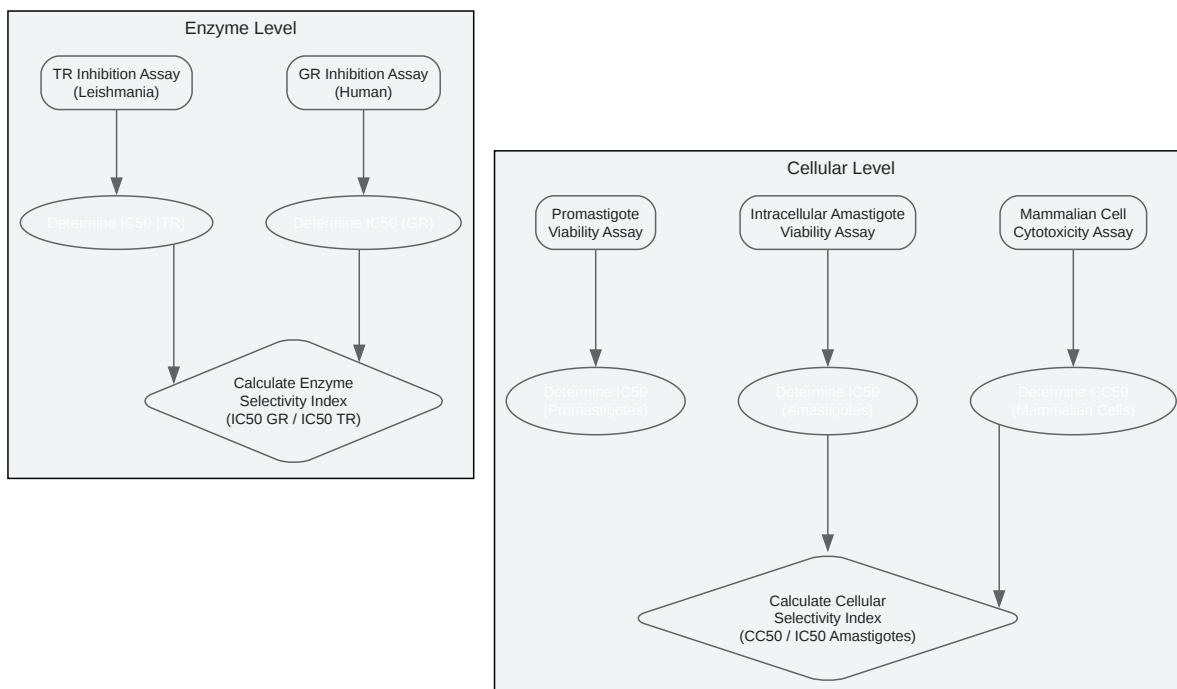 Enzyme Level
TR Inhibition Assay
(Leishmania)
GR Inhibition Assay
(Human)
Determine IC50 (TR)
Determine IC50 (GR)
Calculate Enzyme
Selectivity Index
(IC50 GR / IC50 TR)
Cellular Level
Promastigote
Viability Assay
Intracellular Amastigote
Viability Assay
Mammalian Cell
Cytotoxicity Assay
Determine IC50
(Promastigotes)
Determine IC50
(Amastigotes)
Determine CC50
(Mammalian Cells)
Calculate Cellular
Selectivity Index
(CC50 / IC50 Amastigotes)